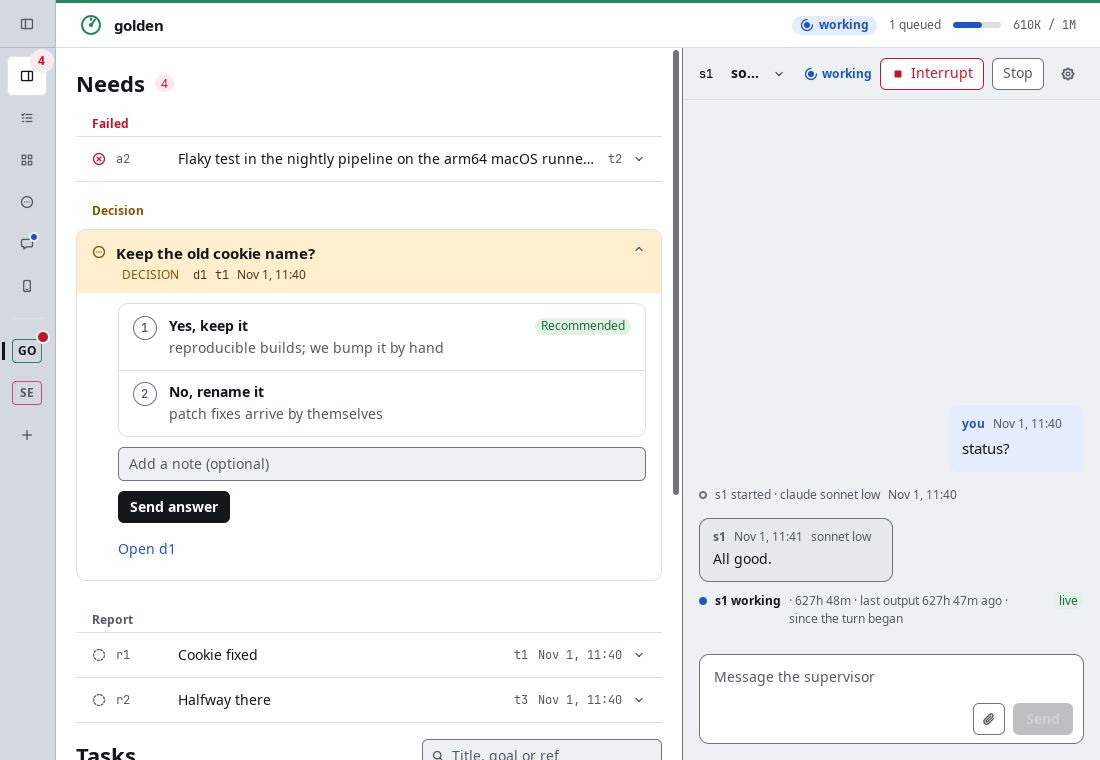 golden
working
1 queued
610K / 1M
4
GO
SE
Needs 4
Failed
a2 Flaky test in the nightly pipeline on the arm64 macOS runne… t2
Decision
Keep the old cookie name?
DECISION d1 t1 Nov 1, 11:40
1 Yes, keep it Recommended
reproducible builds; we bump it by hand
2 No, rename it
patch fixes arrive by themselves
Add a note (optional)
Send answer
Open d1
Report
r1 Cookie fixed t1 Nov 1, 11:40
r2 Halfway there t3 Nov 1, 11:40
Tasks
Title, goal or ref
s1 so… working Interrupt Stop
you Nov 1, 11:40
status?
s1 started · claude sonnet low Nov 1, 11:40
s1 Nov 1, 11:41 sonnet low
All good.
s1 working · 627h 48m · last output 627h 47m ago · live
since the turn began
Message the supervisor
Send